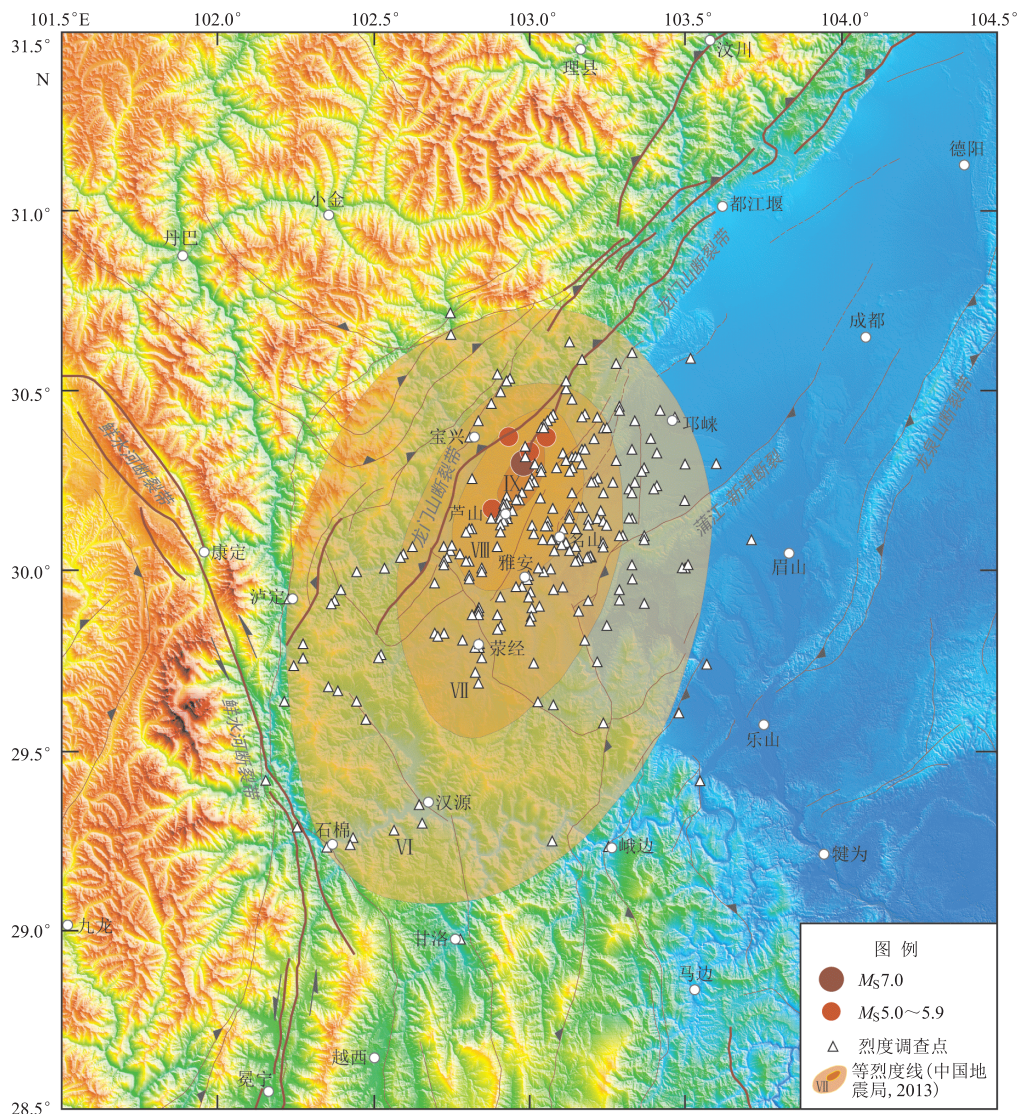 101.5°E 102.0° 102.5° 103.0° 103.5° 104.0° 104.5°
31.5°
N
汶川
理县
德阳
小金
31.0°
都江堰
丹巴
龙门山断裂带
成都
30.5°
龙泉山断裂带
邛崃
宝兴
鲜水河断裂带
龙门山断裂带
蒲江—新津断裂
Ⅸ
芦山
名山
Ⅷ
康定
雅安
30.0°
眉山
泸定
荥经
Ⅶ
鲜水河断裂带
乐山
29.5°
汉源
石棉
Ⅵ
峨边
犍为
29.0°
九龙
甘洛
马边
越西
冕宁
28.5°
图 例
MS7.0
MS5.0～5.9
烈度调查点
Ⅶ
等烈度线(中国地
震局, 2013)